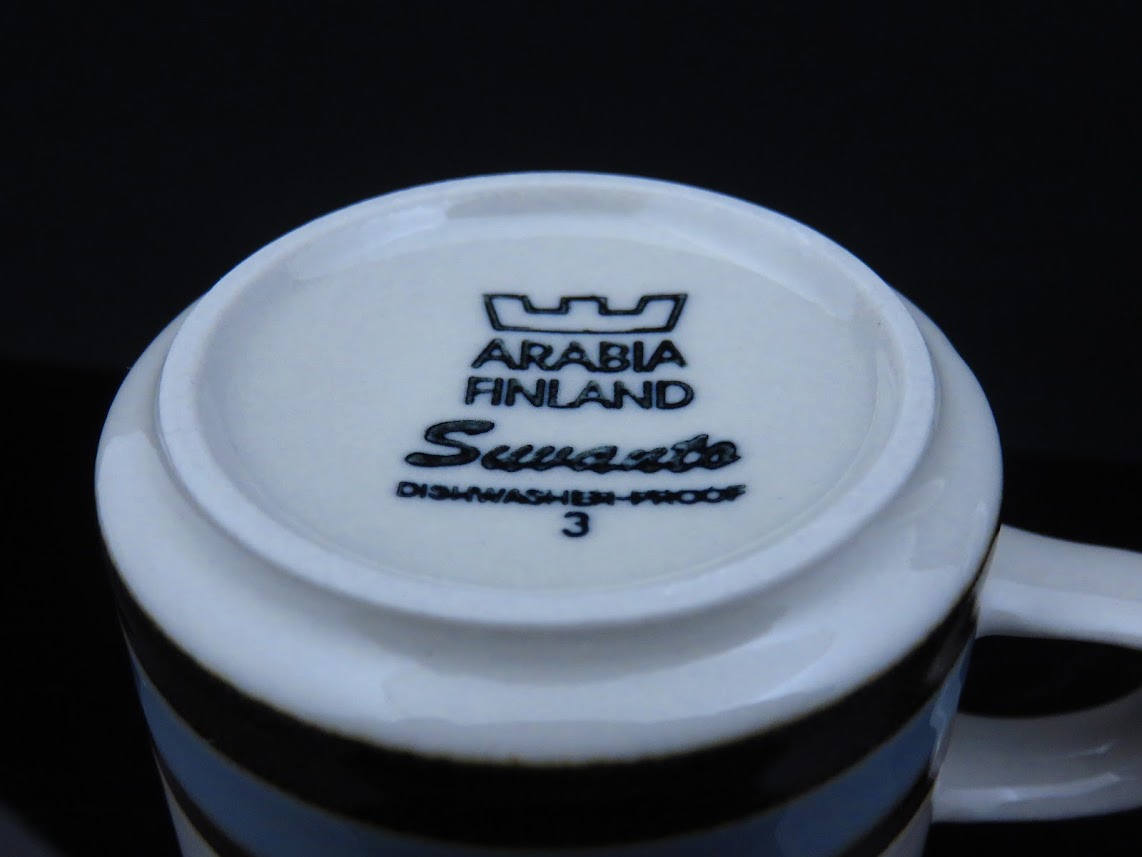 ARABIA
FINLAND
Suvanto
DISHWASHER-PROOF
3